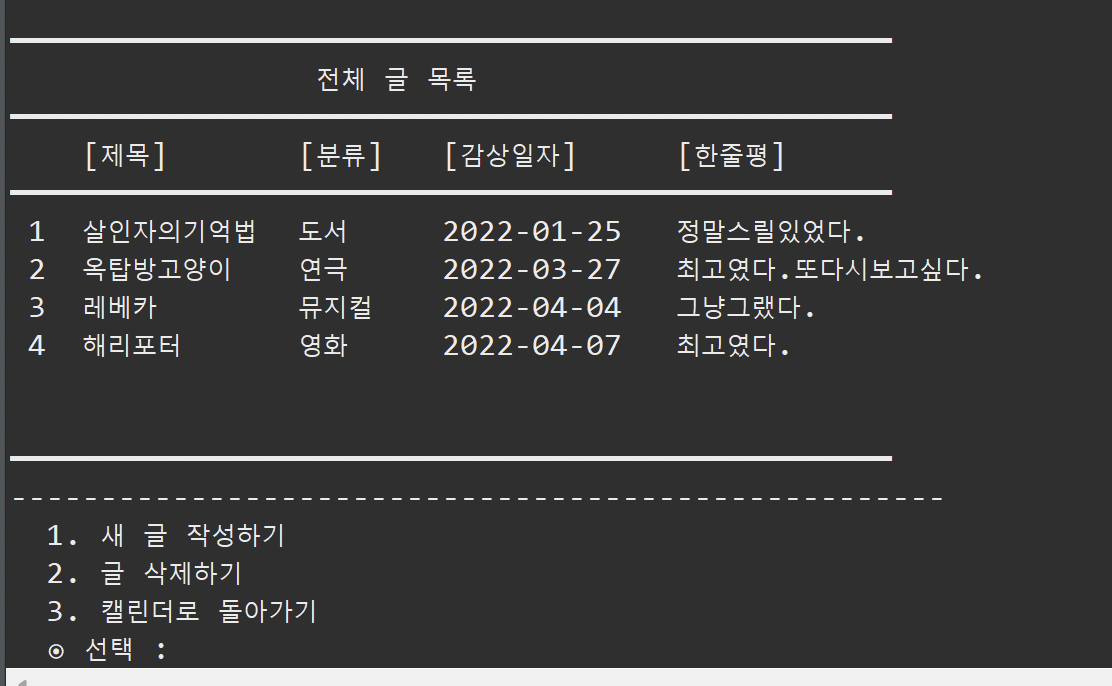 전체 글 목록
[제목] [분류] [감상일자] [한줄평]
1 살인자의기억법 도서 2022-01-25 정말스릴있었다.
2 옥탑방고양이 연극 2022-03-27 최고였다.또다시보고싶다.
3 레베카 뮤지컬 2022-04-04 그냥그랬다.
4 해리포터 영화 2022-04-07 최고였다.
----------------------------------------------------
1. 새 글 작성하기
2. 글 삭제하기
3. 캘린더로 돌아가기
⊙ 선택 :